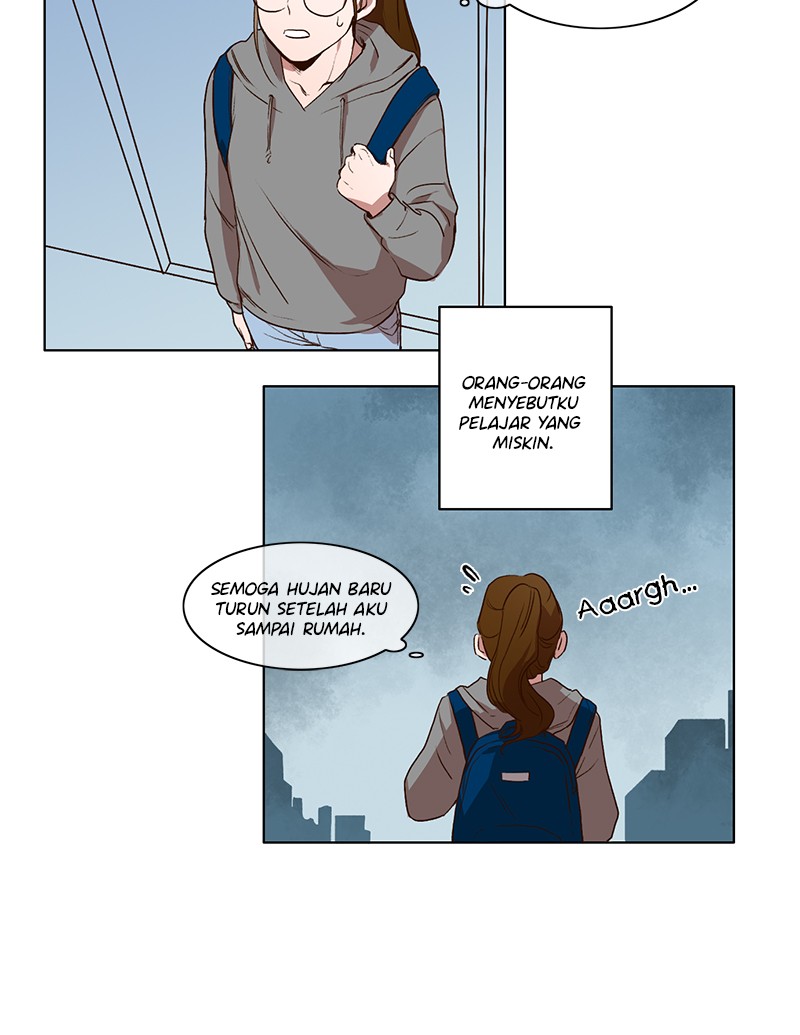 ORANG-ORANG
MENYEBUTKU
PELAJAR YANG
MISKIN.
SEMOGA HUJAN BARU
TURUN SETELAH AKU
SAMPAI RUMAH.
Aaargh...